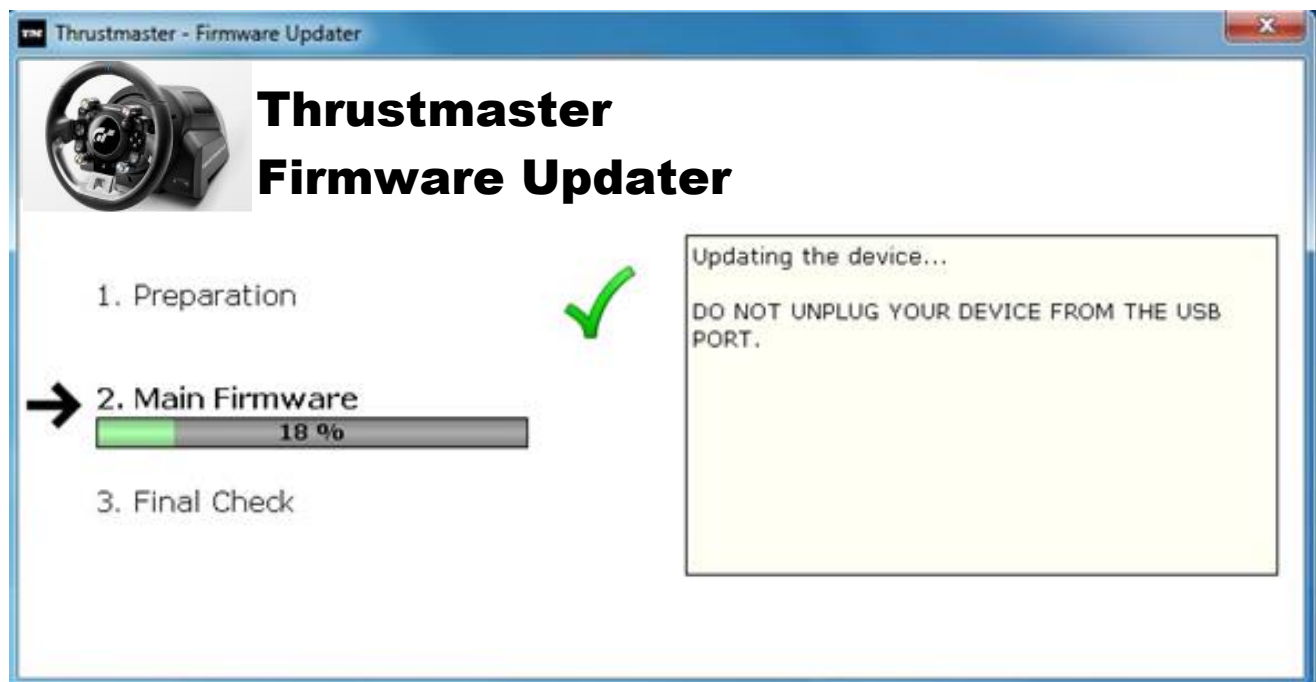 Thrustmaster - Firmware Updater
Thrustmaster
Firmware Updater
1. Preparation
2. Main Firmware
18 %
3. Final Check
Updating the device...
DO NOT UNPLUG YOUR DEVICE FROM THE USB
PORT.